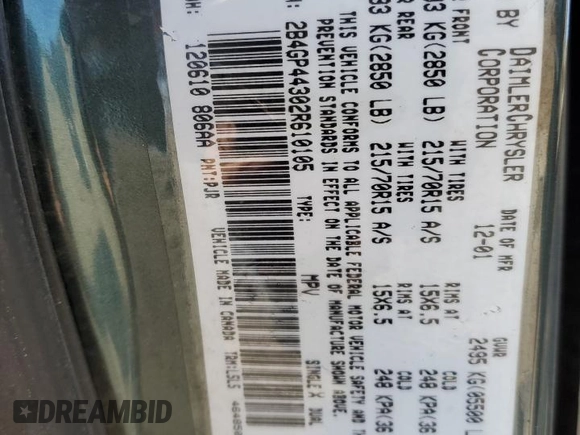 BY DAIMLERCHRYSLER CORPORATION
DATE OF MFR 12-01
GVWR 2495 KG(05500 L
FRONT WITH TIRES RIMS AT COLD
KG(2850 LB) 215/70R15 A/S 15X6.5 248 KPA(36
REAR WITH TIRES RIMS AT COLD
93 KG(2850 LB) 215/70R15 A/S 15X6.5 248 KPA(36
THIS VEHICLE CONFORMS TO ALL APPLICABLE FEDERAL MOTOR VEHICLE SAFETY AND
PREVENTION STANDARDS IN EFFECT ON THE DATE OF MANUFACTURE SHOWN ABOVE.
2B4GP44302R610105 TYPE: MPV SINGLE X DUAL
120610 806AA PNT:PJR VEHICLE MADE IN CANADA
DREAMBID